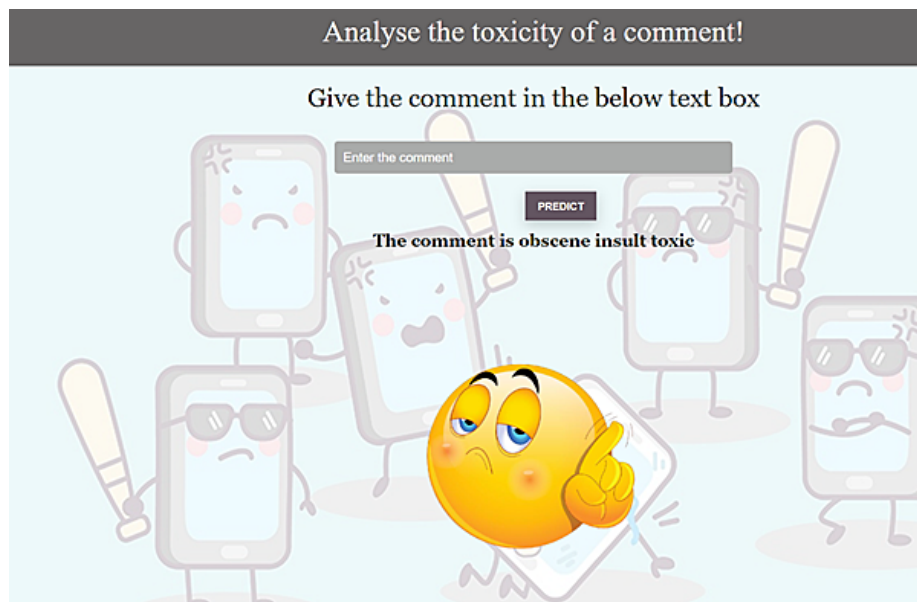 Analyse the toxicity of a comment!
Give the comment in the below text box
Enter the comment
PREDICT
The comment is obscene insult toxic